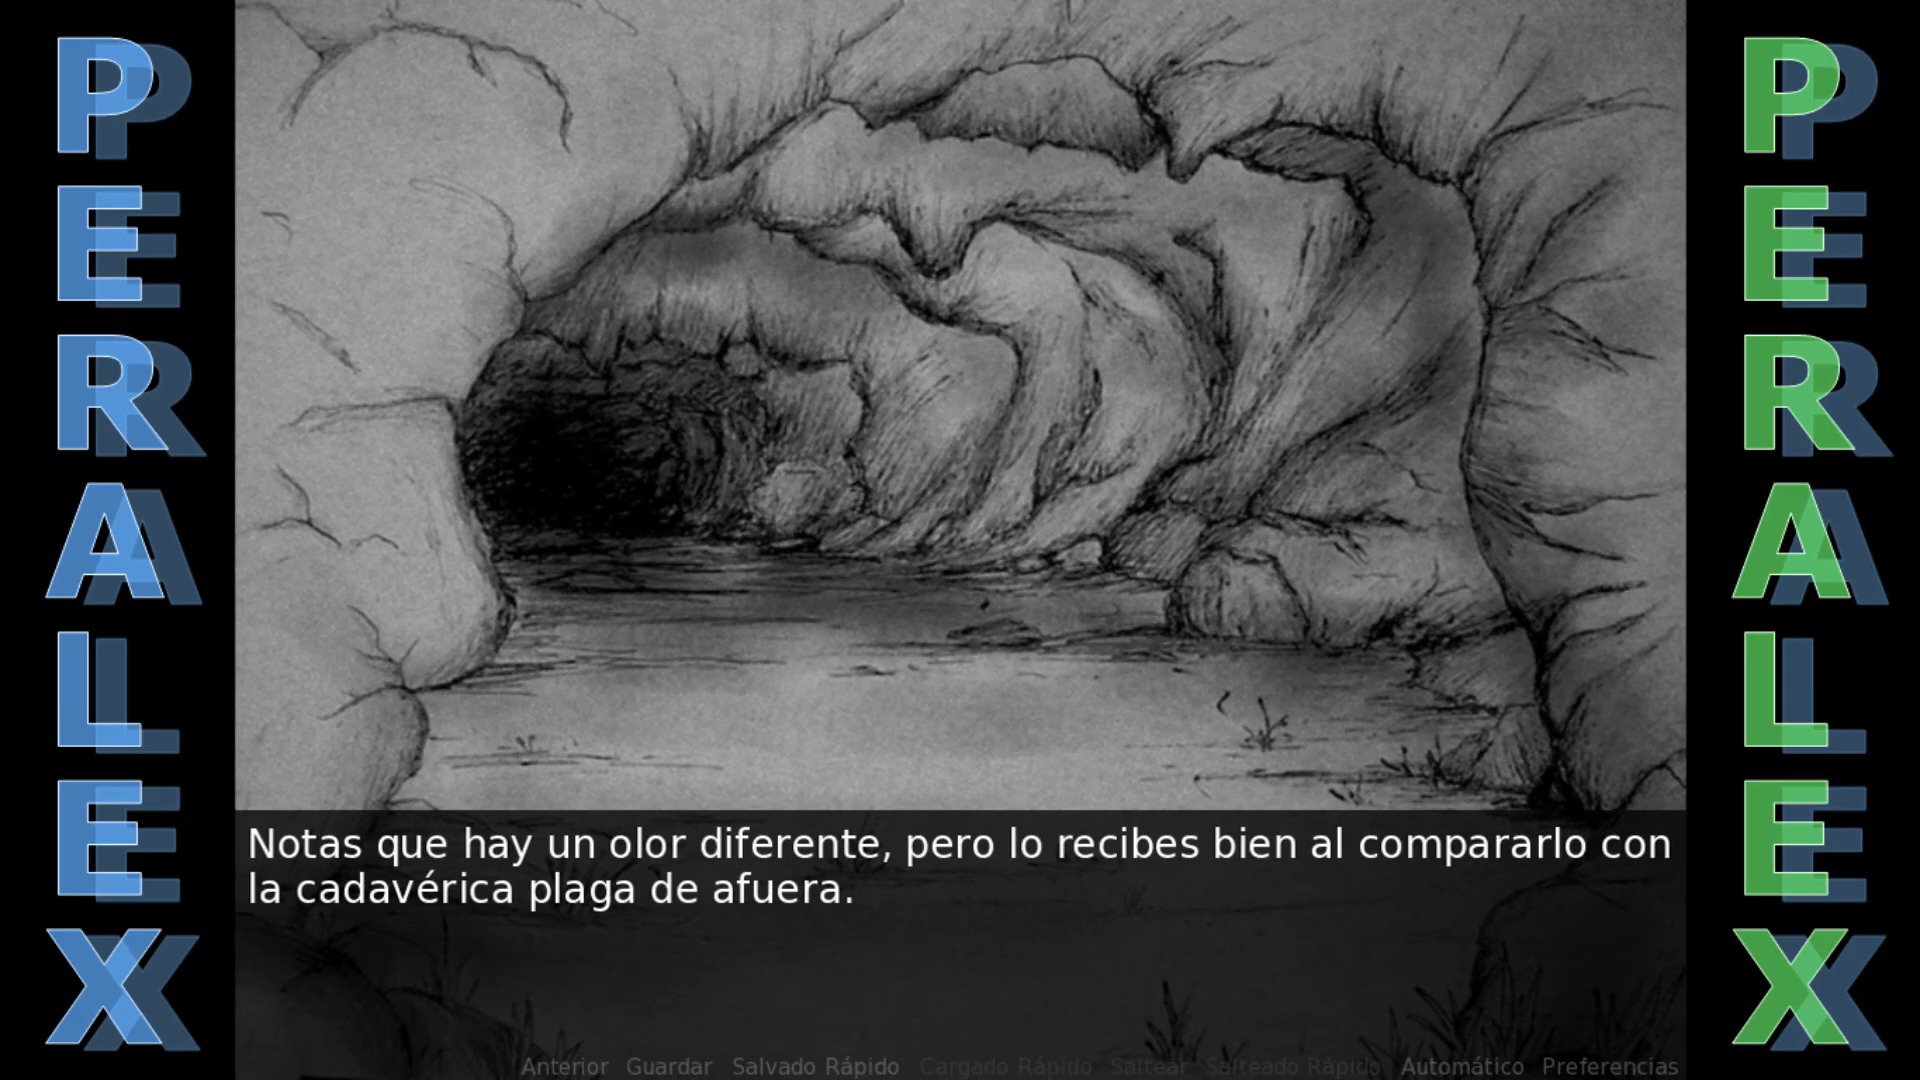 PERALEX
Notas que hay un olor diferente, pero lo recibes bien al compararlo con
la cadavérica plaga de afuera.
Anterior Guardar Salvado Rápido Cargado Rápido Saltear Salteado Rápido Automático Preferencias
PERALEX